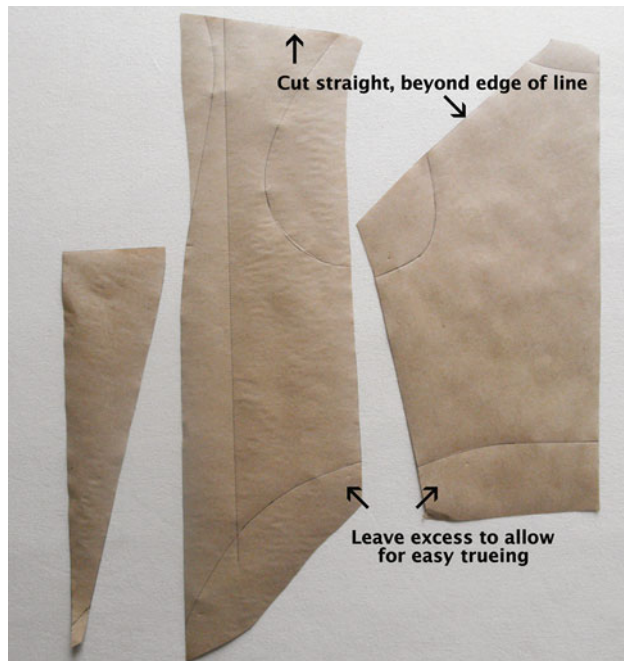 Cut straight, beyond edge of line
Leave excess to allow
for easy trueing